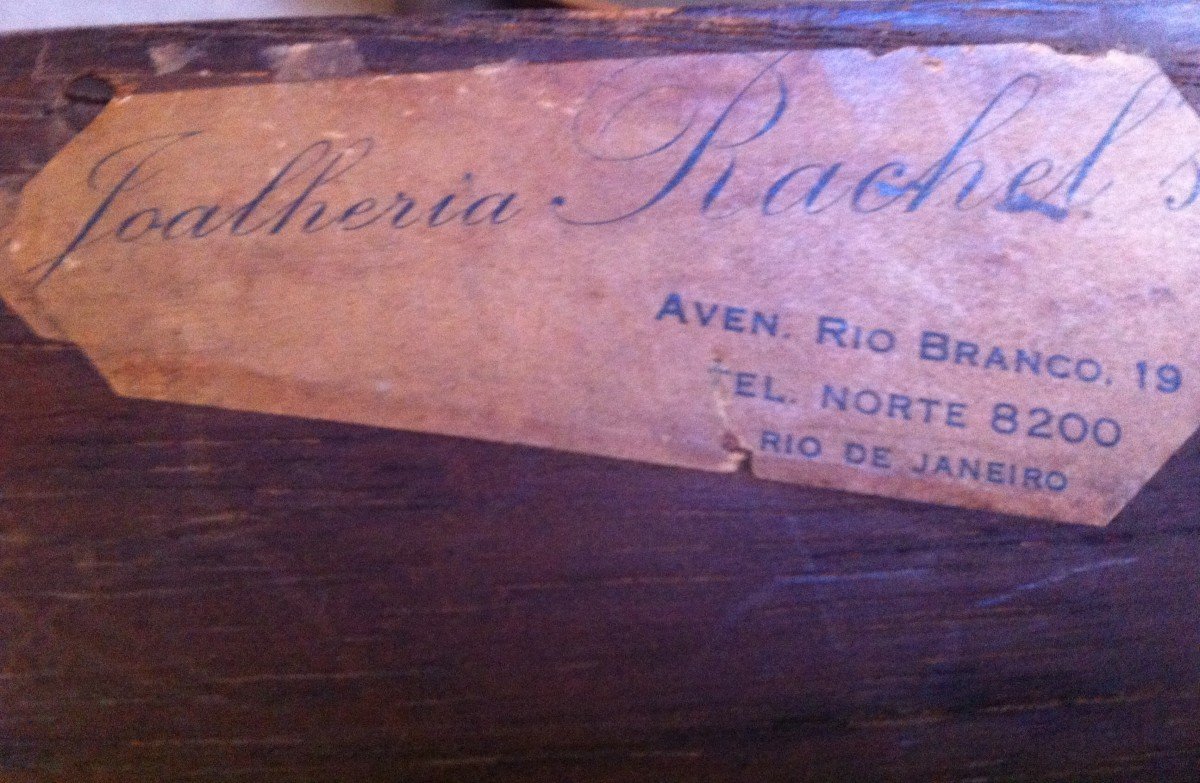 Joalheria Rachel's
AVEN. RIO BRANCO, 19
TEL. NORTE 8200
RIO DE JANEIRO